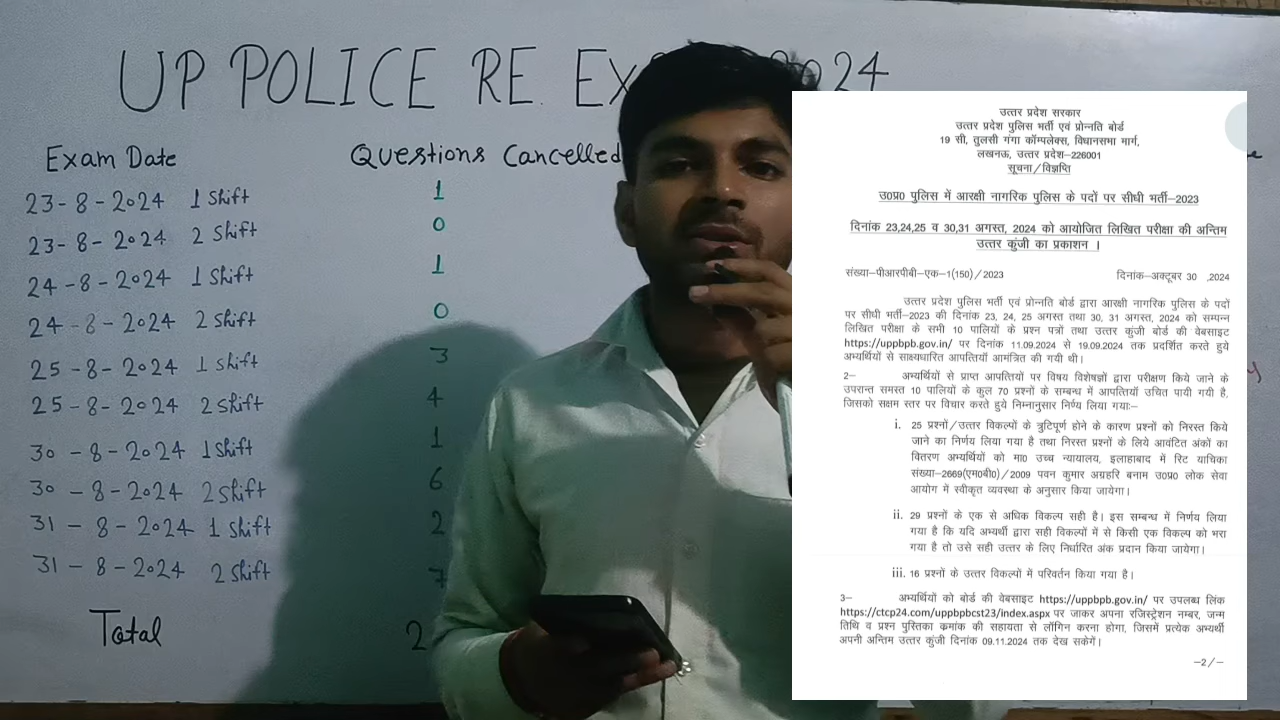 UP POLICE RE. EX 2024
Exam Date Questions Cancelled
23-8-2024 1 Shift 1
23-8-2024 2 Shift 0
24-8-2024 1 Shift 1
24-8-2024 2 Shift 0
25-8-2024 1 Shift 3
25-8-2024 2 Shift 4
30-8-2024 1 Shift 1
30-8-2024 2 Shift 6
31-8-2024 1 Shift 2
31-8-2024 2 Shift 7
Total 2
उत्तर प्रदेश सरकार
उत्तर प्रदेश पुलिस भर्ती एवं प्रोन्नति बोर्ड
19 सी, तुलसी गंगा कॉम्पलेक्स, विधानसभा मार्ग,
लखनऊ, उत्तर प्रदेश–226001
सूचना/विज्ञप्ति
उ0प्र0 पुलिस में आरक्षी नागरिक पुलिस के पदों पर सीधी भर्ती–2023
दिनांक 23,24,25 व 30,31 अगस्त, 2024 को आयोजित लिखित परीक्षा की अन्तिम
उत्तर कुंजी का प्रकाशन ।
संख्या–पीआरपीबी–एक–1(150)/2023 दिनांक–अक्टूबर 30 ,2024
उत्तर प्रदेश पुलिस भर्ती एवं प्रोन्नति बोर्ड द्वारा आरक्षी नागरिक पुलिस के पदों
पर सीधी भर्ती–2023 की दिनांक 23, 24, 25 अगस्त तथा 30, 31 अगस्त, 2024 को सम्पन्न
लिखित परीक्षा के सभी 10 पालियों के प्रश्न पत्रों तथा उत्तर कुंजी बोर्ड की वेबसाइट
https://uppbpb.gov.in/ पर दिनांक 11.09.2024 से 19.09.2024 तक प्रदर्शित करते हुये
अभ्यर्थियों से साक्ष्यधारित आपत्तियॉ आमंत्रित की गयी थी।
2– अभ्यर्थियों से प्राप्त आपत्तियों पर विषय विशेषज्ञों द्वारा परीक्षण किये जाने के
उपरान्त समस्त 10 पालियों के कुल 70 प्रश्नों के सम्बन्ध में आपत्तियॉ उचित पायी गयी है,
जिसको सक्षम स्तर पर विचार करते हुये निम्नानुसार निर्णय लिया गयाः–
i. 25 प्रश्नों/उत्तर विकल्पों के त्रुटिपूर्ण होने के कारण प्रश्नों को निरस्त किये
जाने का निर्णय लिया गया है तथा निरस्त प्रश्नों के लिये आवंटित अंकों का
वितरण अभ्यर्थियों को मा0 उच्च न्यायालय, इलाहाबाद में रिट याचिका
संख्या–2669(एम0बी0)/2009 पवन कुमार अग्रहरि बनाम उ0प्र0 लोक सेवा
आयोग में स्वीकृत व्यवस्था के अनुसार किया जायेगा।
ii. 29 प्रश्नों के एक से अधिक विकल्प सही है। इस सम्बन्ध में निर्णय लिया
गया है कि यदि अभ्यर्थी द्वारा सही विकल्पों में से किसी एक विकल्प को भरा
गया है तो उसे सही उत्तर के लिए निर्धारित अंक प्रदान किया जायेगा।
iii. 16 प्रश्नों के उत्तर विकल्पों में परिवर्तन किया गया है।
3– अभ्यर्थियों को बोर्ड की वेबसाइट https://uppbpb.gov.in/ पर उपलब्ध लिंक
https://ctcp24.com/uppbpbcst23/index.aspx पर जाकर अपना रजिस्ट्रेशन नम्बर, जन्म
तिथि व प्रश्न पुस्तिका क्रमांक की सहायता से लॉगिन करना होगा, जिसमें प्रत्येक अभ्यर्थी
अपनी अन्तिम उत्तर कुंजी दिनांक 09.11.2024 तक देख सकेगें।
–2/–